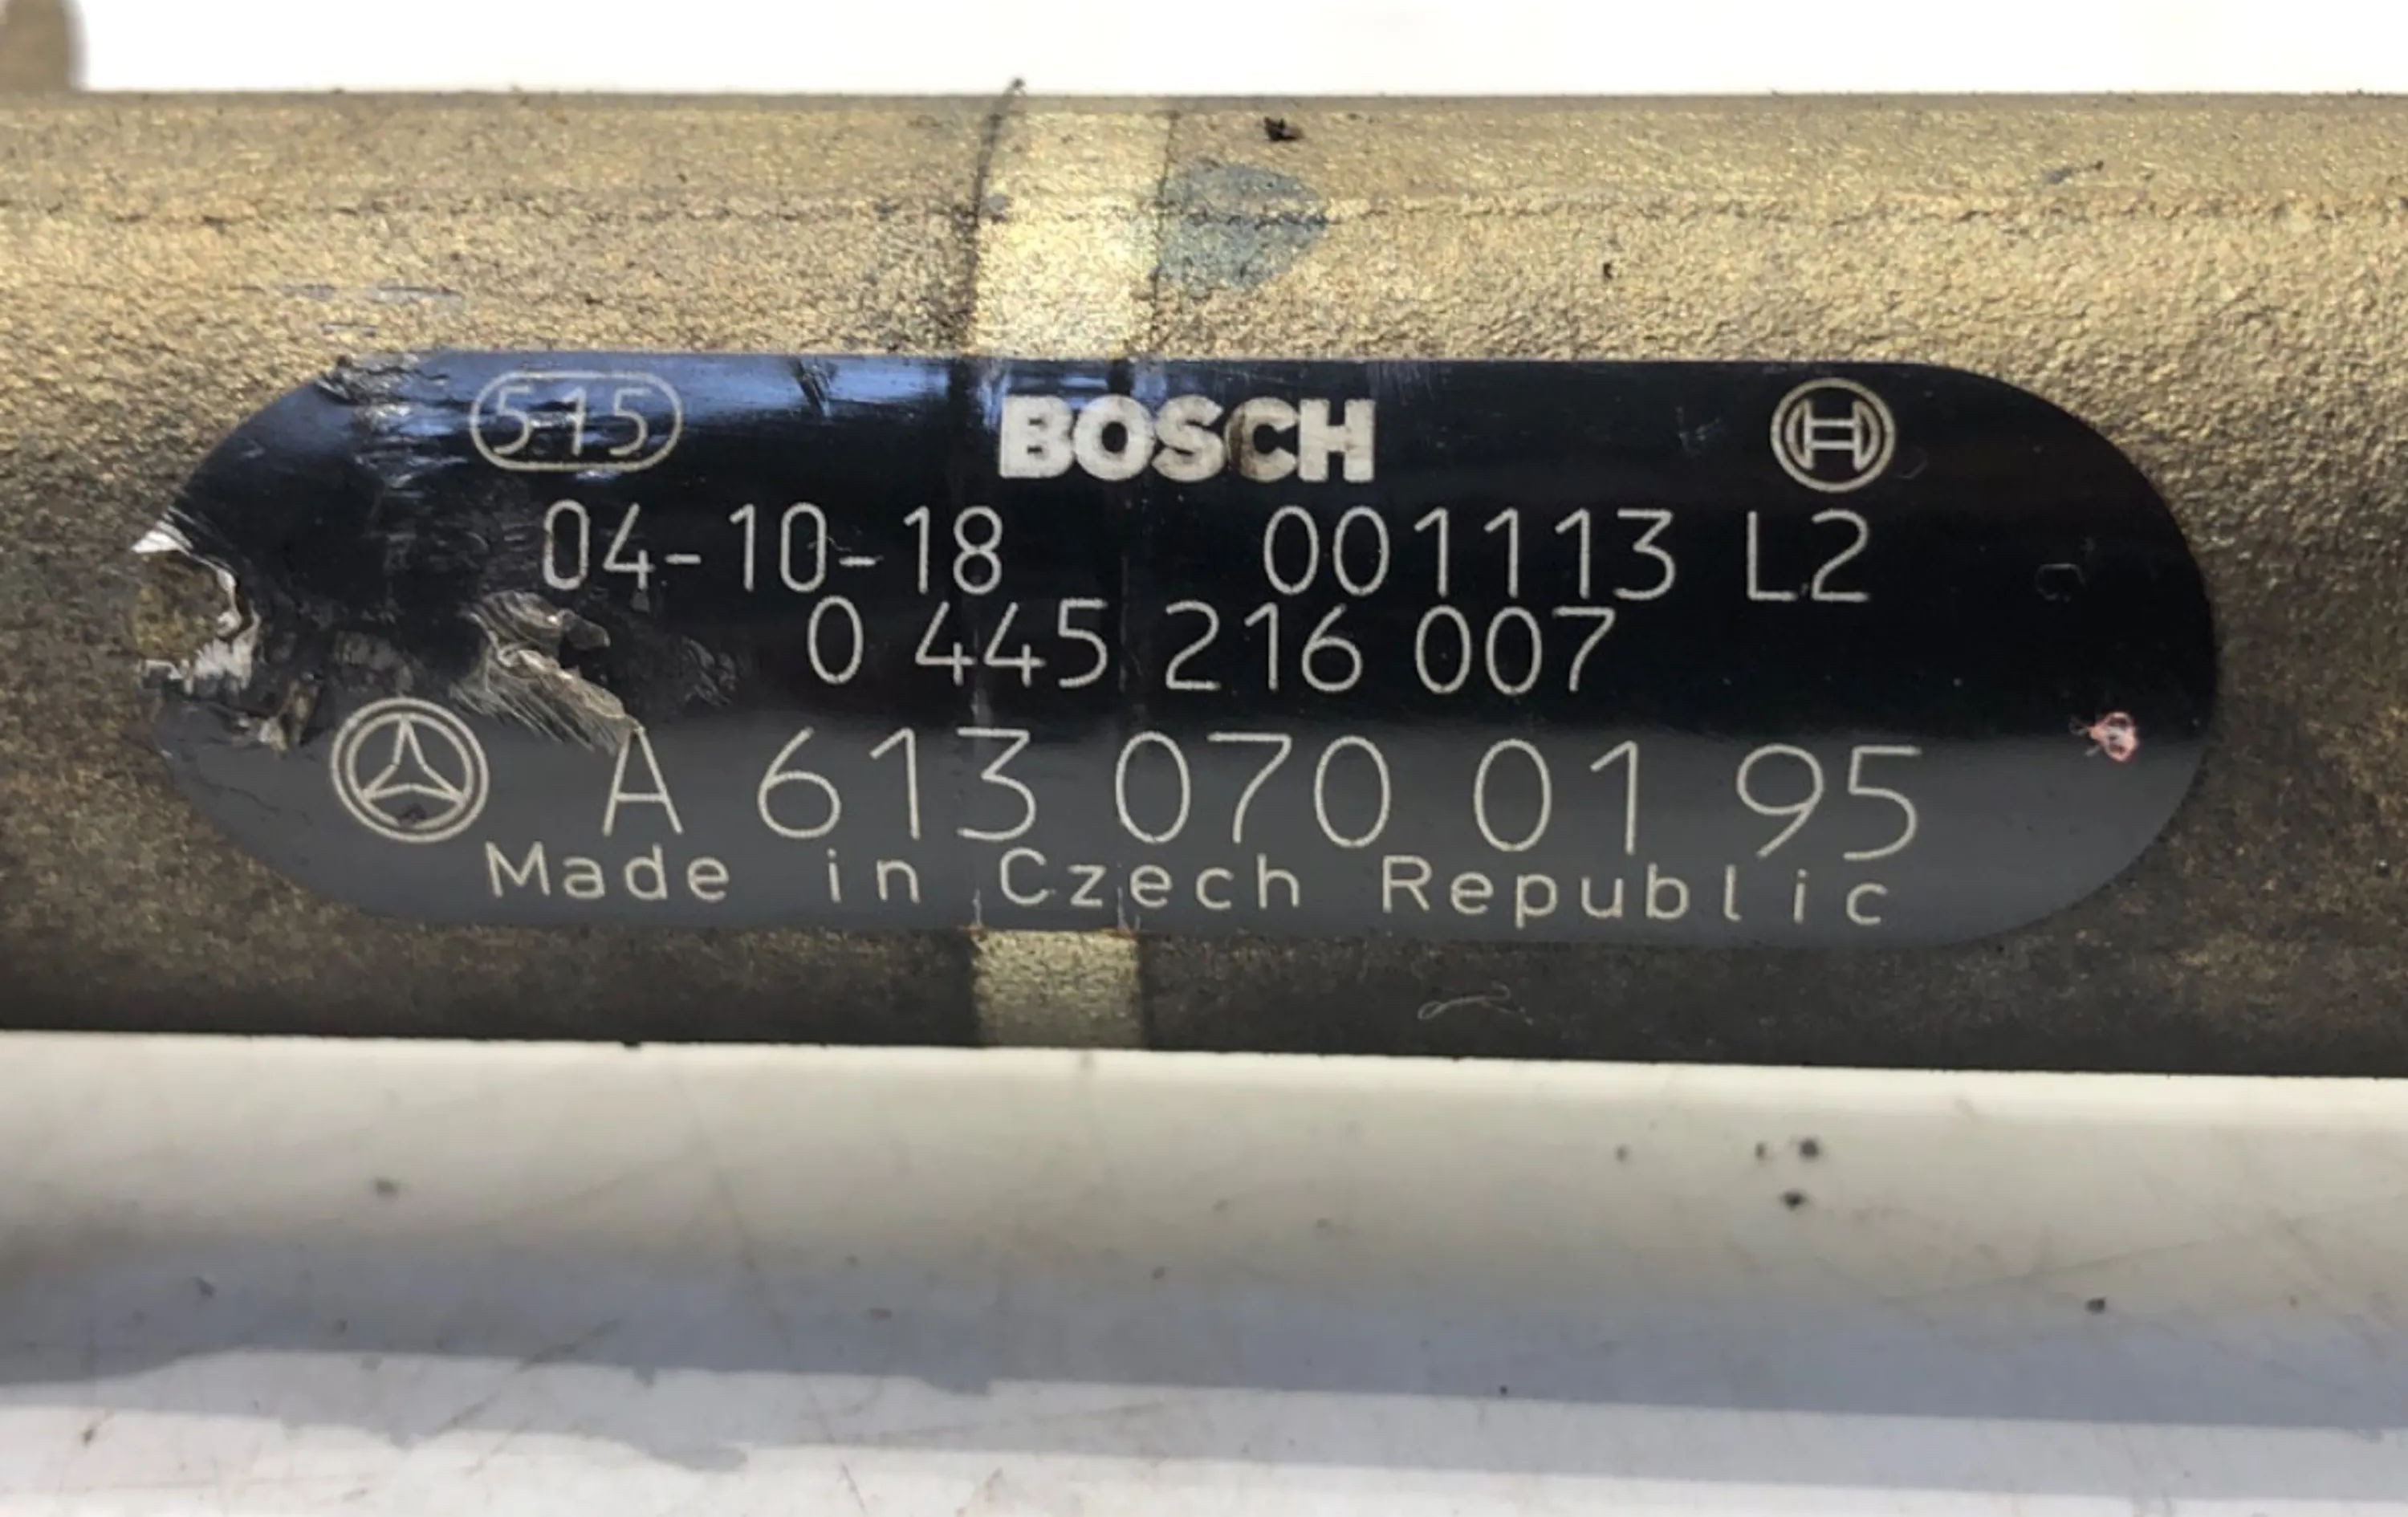 515 BOSCH
04-10-18 001113 L2
0 445 216 007
A 613 070 01 95
Made in Czech Republic